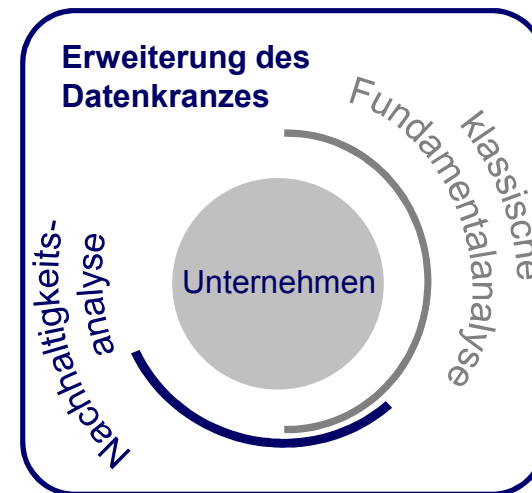 Erweiterung des
Datenkranzes
klassische
Fundamentalanalyse
Unternehmen
Nachhaltigkeits-
analyse